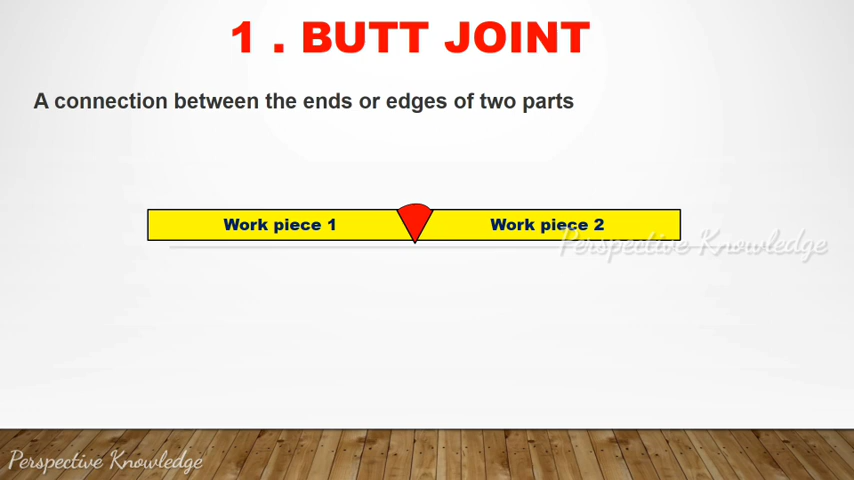 1 . BUTT JOINT
A connection between the ends or edges of two parts
Work piece 1
Work piece 2
Perspective Knowledge
Perspective Knowledge